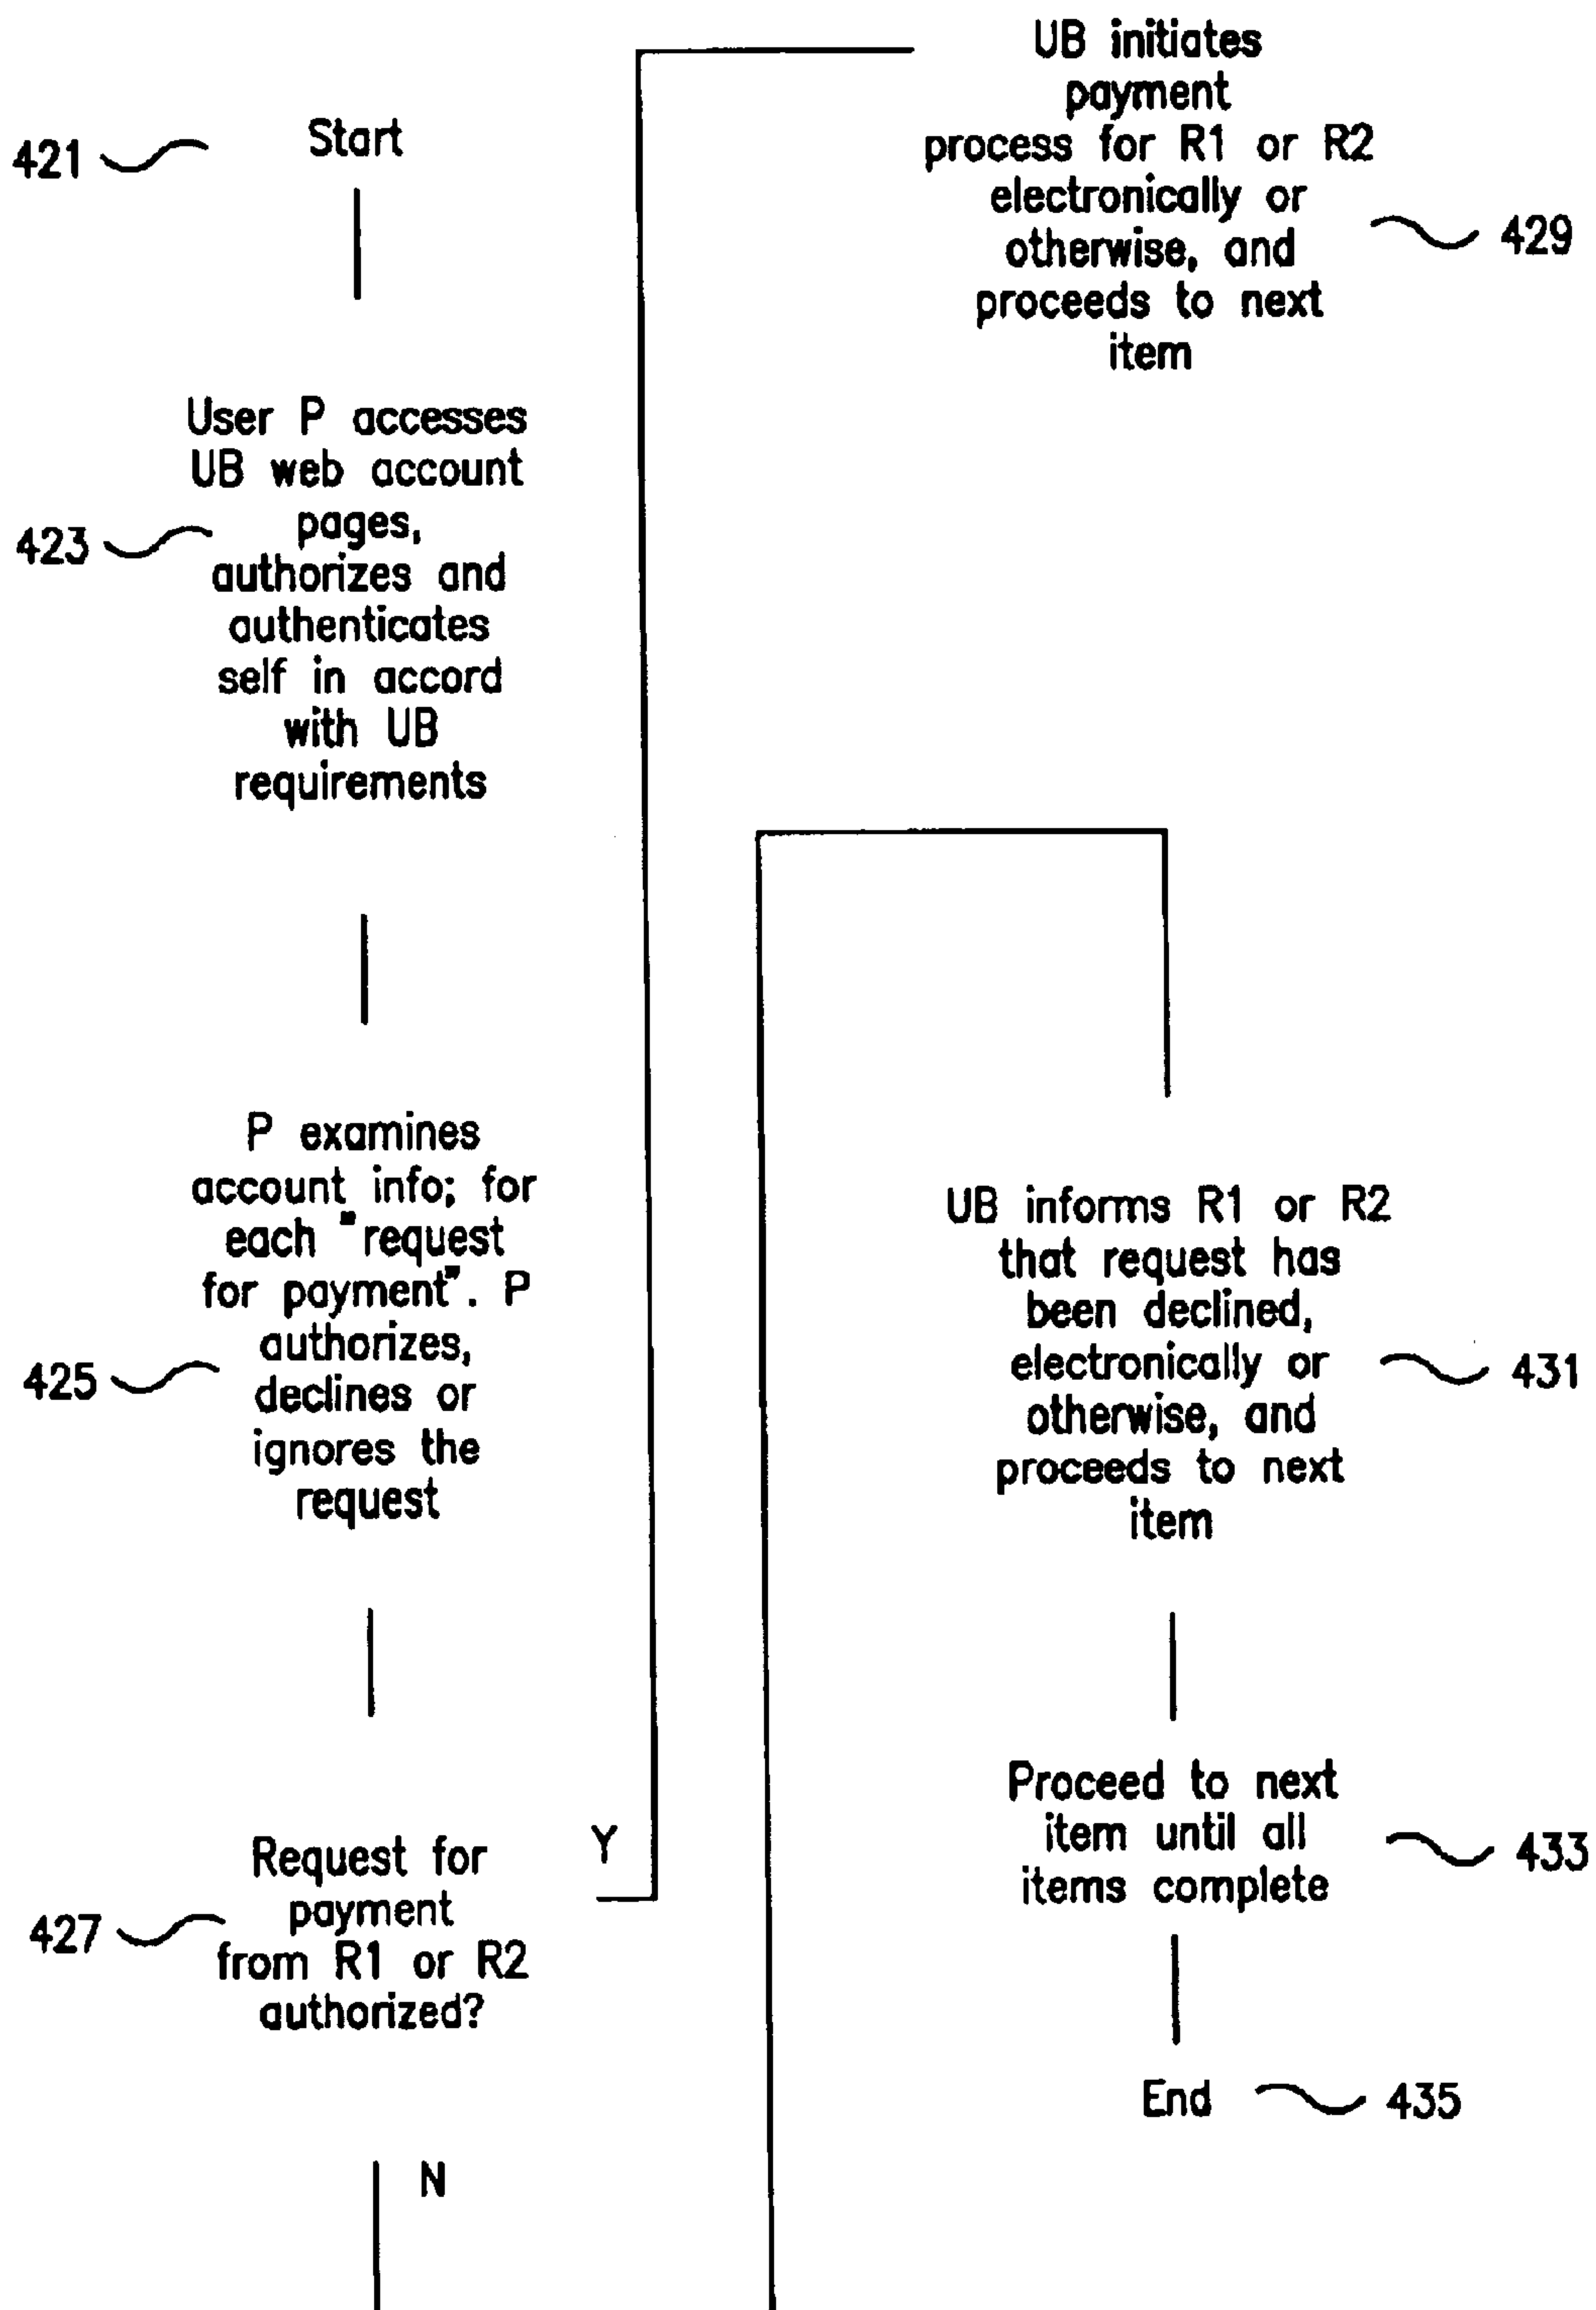 421
Start
423
User P accesses
UB web account
pages,
authorizes and
authenticates
self in accord
with UB
requirements
425
P examines
account info; for
each "request
for payment". P
authorizes,
declines or
ignores the
request
427
Request for
payment
from R1 or R2
authorized?
Y
N
UB initiates
payment
process for R1 or R2
electronically or
otherwise, and
proceeds to next
item
429
UB informs R1 or R2
that request has
been declined,
electronically or
otherwise, and
proceeds to next
item
431
Proceed to next
item until all
items complete
433
End
435